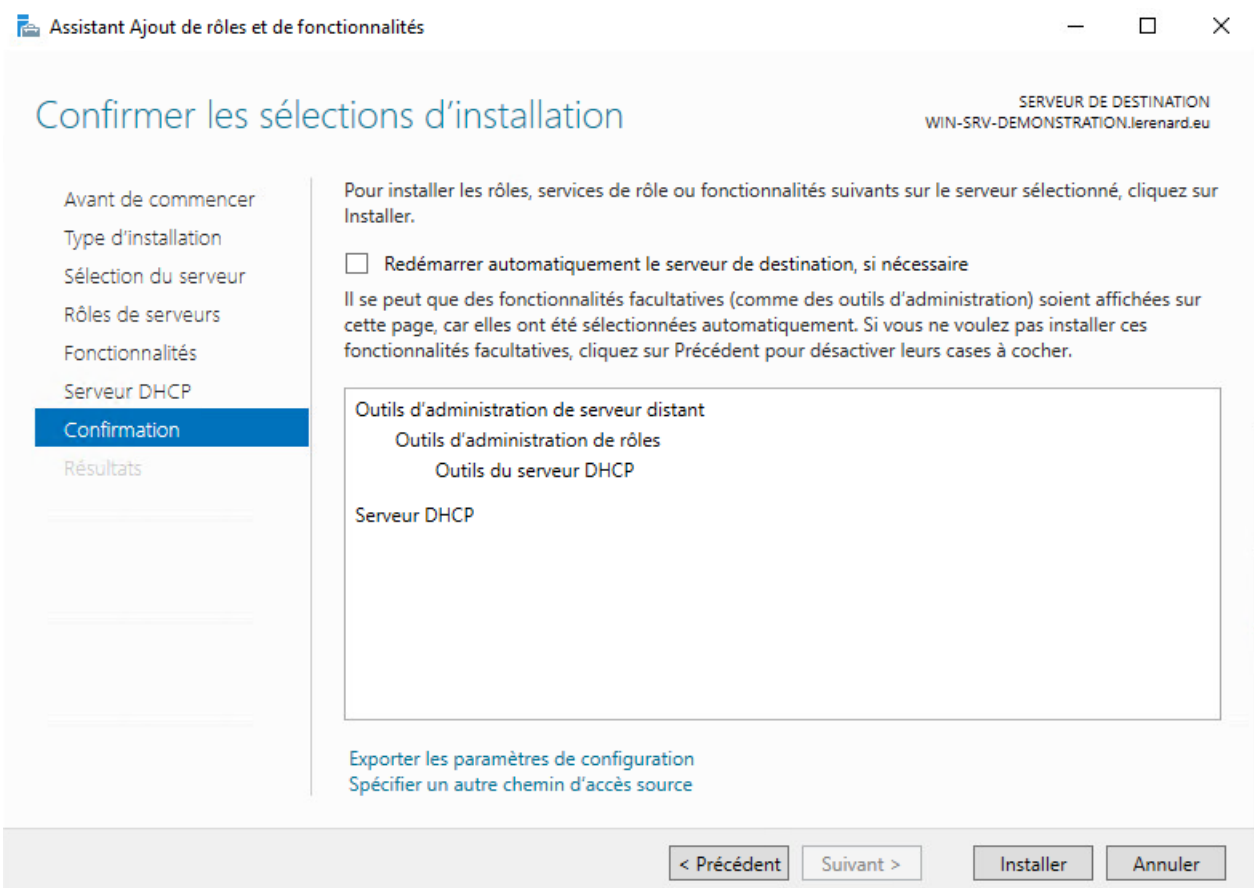 Assistant Ajout de rôles et de fonctionnalités
Confirmer les sélections d'installation
SERVEUR DE DESTINATION
WIN-SRV-DEMONSTRATION.lerenard.eu
Avant de commencer
Type d'installation
Sélection du serveur
Rôles de serveurs
Fonctionnalités
Serveur DHCP
Confirmation
Résultats
Pour installer les rôles, services de rôle ou fonctionnalités suivants sur le serveur sélectionné, cliquez sur
Installer.
Redémarrer automatiquement le serveur de destination, si nécessaire
Il se peut que des fonctionnalités facultatives (comme des outils d'administration) soient affichées sur
cette page, car elles ont été sélectionnées automatiquement. Si vous ne voulez pas installer ces
fonctionnalités facultatives, cliquez sur Précédent pour désactiver leurs cases à cocher.
Outils d'administration de serveur distant
Outils d'administration de rôles
Outils du serveur DHCP
Serveur DHCP
Exporter les paramètres de configuration
Spécifier un autre chemin d'accès source
< Précédent
Suivant >
Installer
Annuler